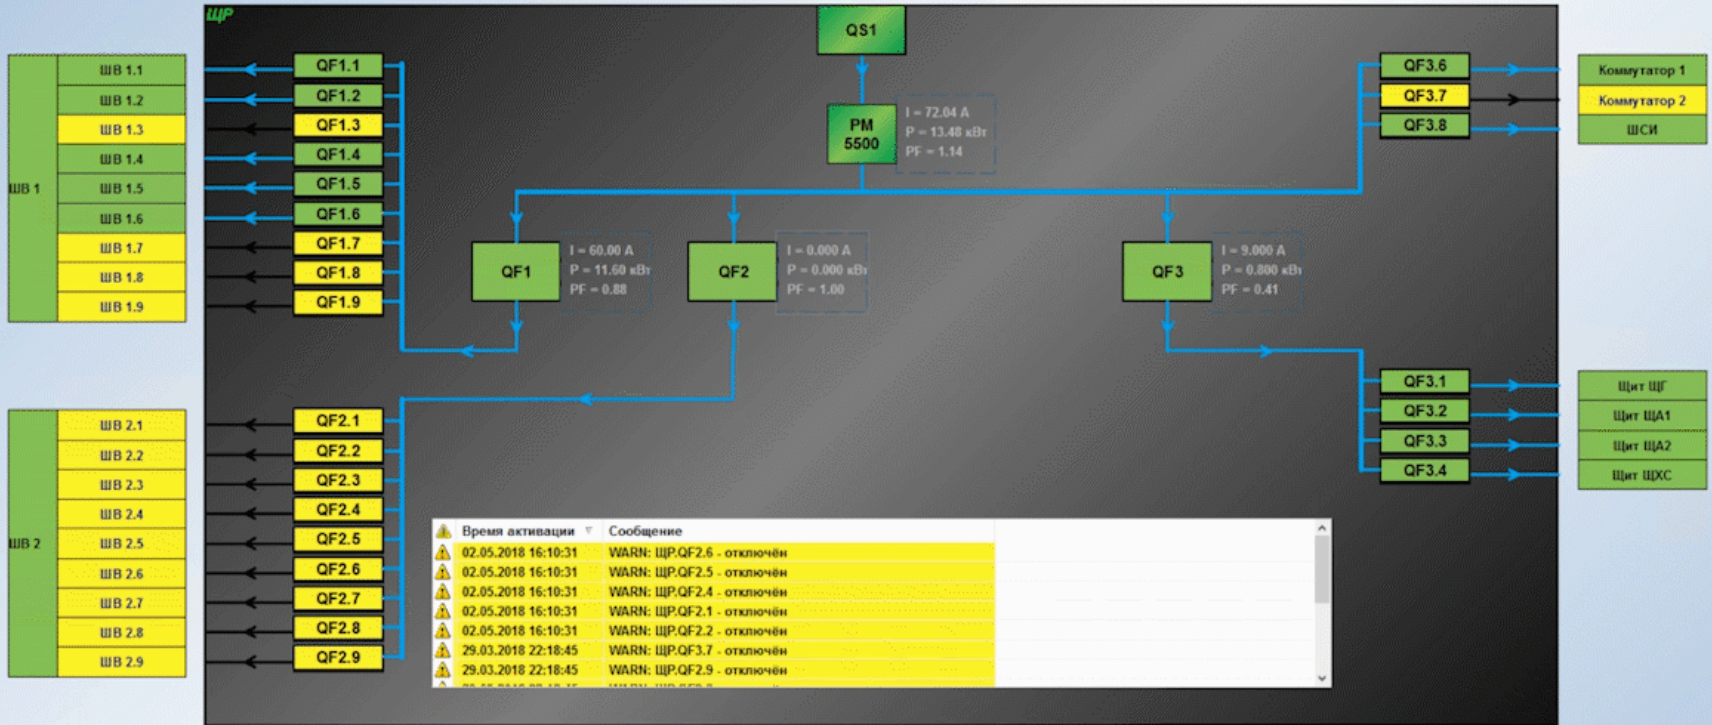 ЩР
QS1
PM
5500
I = 72.04 А
P = 13.48 кВт
PF = 1.14
ШВ 1
ШВ 1.1
ШВ 1.2
ШВ 1.3
ШВ 1.4
ШВ 1.5
ШВ 1.6
ШВ 1.7
ШВ 1.8
ШВ 1.9
QF1.1
QF1.2
QF1.3
QF1.4
QF1.5
QF1.6
QF1.7
QF1.8
QF1.9
QF1
I = 60.00 А
P = 11.60 кВт
PF = 0.88
QF2
I = 0.000 А
P = 0.000 кВт
PF = 1.00
QF3
I = 9.000 А
P = 0.800 кВт
PF = 0.41
QF3.6
QF3.7
QF3.8
Коммутатор 1
Коммутатор 2
ШСИ
ШВ 2
ШВ 2.1
ШВ 2.2
ШВ 2.3
ШВ 2.4
ШВ 2.5
ШВ 2.6
ШВ 2.7
ШВ 2.8
ШВ 2.9
QF2.1
QF2.2
QF2.3
QF2.4
QF2.5
QF2.6
QF2.7
QF2.8
QF2.9
QF3.1
QF3.2
QF3.3
QF3.4
Щит ЩГ
Щит ЩА1
Щит ЩА2
Щит ЩХС
Время активации Сообщение
02.05.2018 16:10:31 WARN: ЩР.QF2.6 - отключён
02.05.2018 16:10:31 WARN: ЩР.QF2.5 - отключён
02.05.2018 16:10:31 WARN: ЩР.QF2.4 - отключён
02.05.2018 16:10:31 WARN: ЩР.QF2.1 - отключён
02.05.2018 16:10:31 WARN: ЩР.QF2.2 - отключён
29.03.2018 22:18:45 WARN: ЩР.QF3.7 - отключён
29.03.2018 22:18:45 WARN: ЩР.QF2.9 - отключён